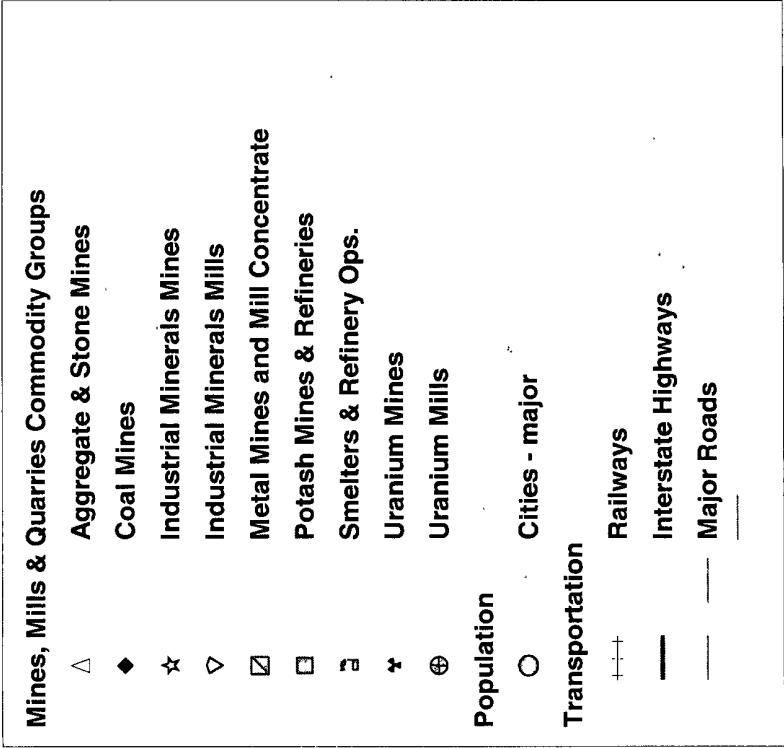 Mines, Mills & Quarries Commodity Groups
Aggregate & Stone Mines
Coal Mines
Industrial Minerals Mines
Industrial Minerals Mills
Metal Mines and Mill Concentrate
Potash Mines & Refineries
Smelters & Refinery Ops.
Uranium Mines
Uranium Mills
Population
Cities - major
Transportation
Railways
Interstate Highways
Major Roads